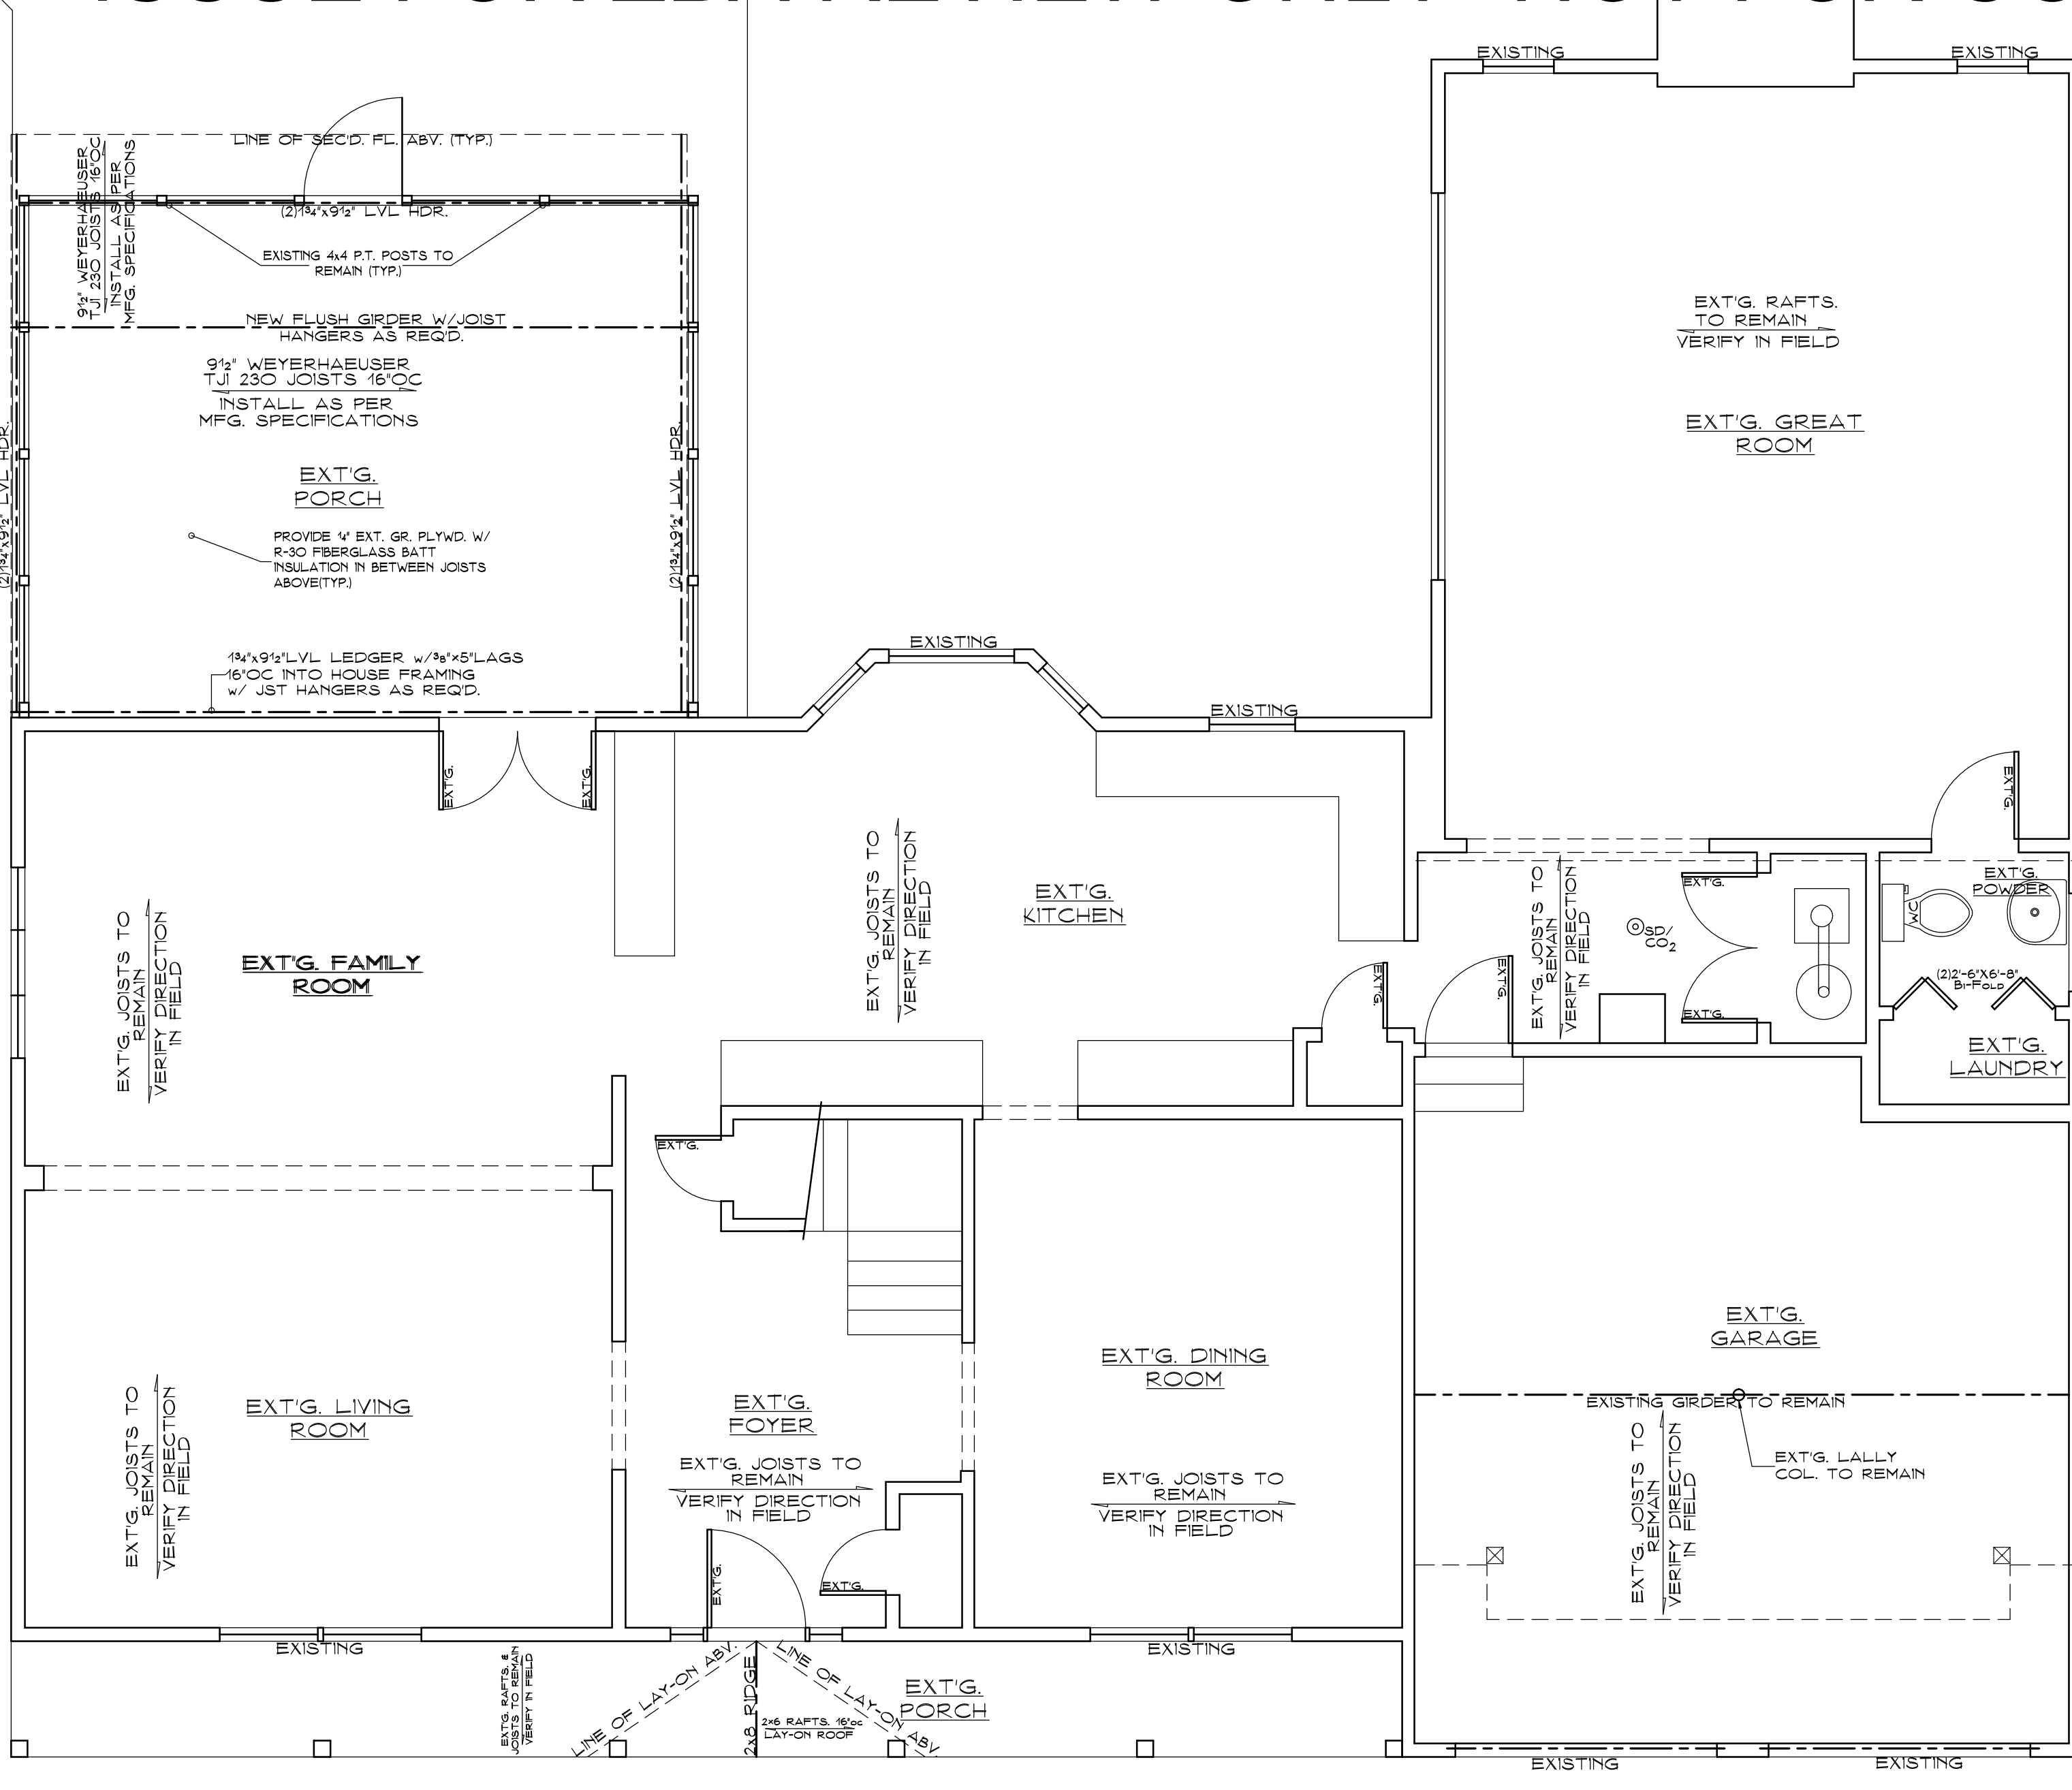 EXISTING
EXISTING
LINE OF SEC'D. FL. ABV. (TYP.)
9½" WEYERHAEUSER
TJI 230 JOISTS 16"OC
INSTALL AS PER
MFG. SPECIFICATIONS
(2)1¾"x9½" LVL HDR.
EXISTING 4x4 P.T. POSTS TO
REMAIN (TYP.)
NEW FLUSH GIRDER W/JOIST
HANGERS AS REQ'D.
9½" WEYERHAEUSER
TJI 230 JOISTS 16"OC
INSTALL AS PER
MFG. SPECIFICATIONS
(2)1¾"x9½" LVL HDR.
(2)1¾"x9½" LVL HDR.
EXT'G.
PORCH
PROVIDE ¼" EXT. GR. PLYWD. W/
R-30 FIBERGLASS BATT
INSULATION IN BETWEEN JOISTS
ABOVE(TYP.)
1¾"x9½"LVL LEDGER w/⅜"x5"LAGS
16"OC INTO HOUSE FRAMING
w/ JST HANGERS AS REQ'D.
EXT'G. RAFTS.
TO REMAIN
VERIFY IN FIELD
EXT'G. GREAT
ROOM
EXISTING
EXISTING
EXT'G.
EXT'G.
EXT'G.
EXT'G. JOISTS TO
REMAIN
VERIFY DIRECTION
IN FIELD
EXT'G. FAMILY
ROOM
EXT'G. JOISTS TO
REMAIN
VERIFY DIRECTION
IN FIELD
EXT'G.
KITCHEN
EXT'G.
EXT'G.
EXT'G. JOISTS TO
REMAIN
VERIFY DIRECTION
IN FIELD
SD/
CO2
EXT'G.
EXT'G.
EXT'G.
POWDER
WC
(2)2'-6"X6'-8"
BI-FOLD
EXT'G.
LAUNDRY
EXT'G.
EXT'G. JOISTS TO
REMAIN
VERIFY DIRECTION
IN FIELD
EXT'G. LIVING
ROOM
EXT'G.
FOYER
EXT'G. JOISTS TO
REMAIN
VERIFY DIRECTION
IN FIELD
EXT'G. DINING
ROOM
EXT'G. JOISTS TO
REMAIN
VERIFY DIRECTION
IN FIELD
EXT'G.
GARAGE
EXISTING GIRDER TO REMAIN
EXT'G. LALLY
COL. TO REMAIN
EXT'G. JOISTS TO
REMAIN
VERIFY DIRECTION
IN FIELD
EXT'G.
EXT'G.
EXISTING
EXISTING
EXT'G. RAFTS. &
JOISTS TO REMAIN
VERIFY IN FIELD
LINE OF LAY-ON ABV.
2x8 RIDGE
LINE OF LAY-ON ABV
2x6 RAFTS. 16"oc
LAY-ON ROOF
EXT'G.
PORCH
EXISTING
EXISTING